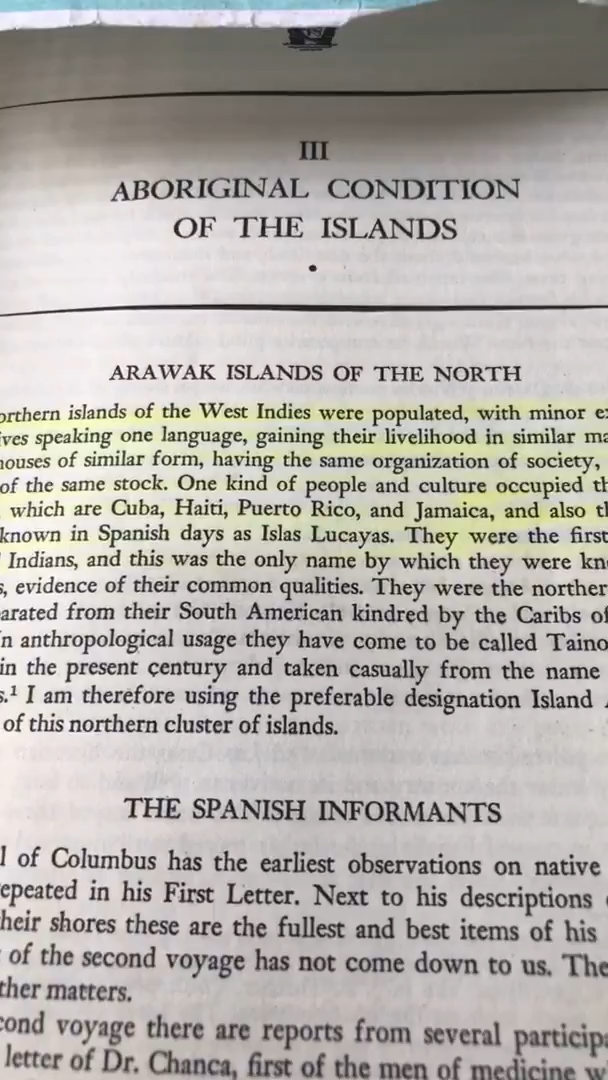 III
ABORIGINAL CONDITION
OF THE ISLANDS
ARAWAK ISLANDS OF THE NORTH
orthern islands of the West Indies were populated, with minor ex
ives speaking one language, gaining their livelihood in similar ma
houses of similar form, having the same organization of society,
of the same stock. One kind of people and culture occupied th
, which are Cuba, Haiti, Puerto Rico, and Jamaica, and also th
known in Spanish days as Islas Lucayas. They were the first
Indians, and this was the only name by which they were kn
s, evidence of their common qualities. They were the norther
arated from their South American kindred by the Caribs of
n anthropological usage they have come to be called Taino
in the present century and taken casually from the name
s.¹ I am therefore using the preferable designation Island
of this northern cluster of islands.
THE SPANISH INFORMANTS
l of Columbus has the earliest observations on native
epeated in his First Letter. Next to his descriptions
heir shores these are the fullest and best items of his
of the second voyage has not come down to us. The
ther matters.
cond voyage there are reports from several participa
letter of Dr. Chanca, first of the men of medicine w